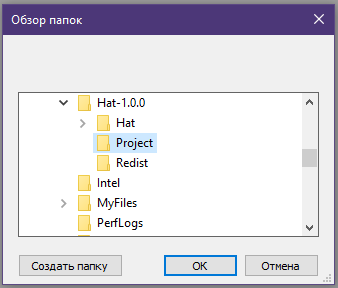 Обзор папок
Hat-1.0.0
Hat
Project
Redist
Intel
MyFiles
PerfLogs
Создать папку
OK
Отмена